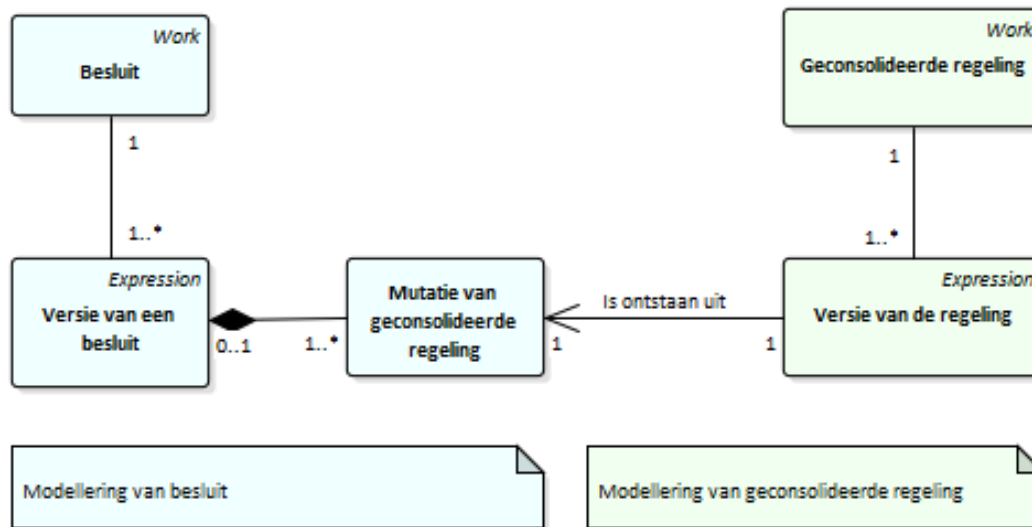 Work
Besluit
Work
Geconsolideerde regeling
1
1
1..*
1..*
Expression
Versie van een
besluit
0..1
1..*
Mutatie van
geconsolideerde
regeling
1
Is ontstaan uit
1
Expression
Versie van de regeling
Modellering van besluit
Modellering van geconsolideerde regeling